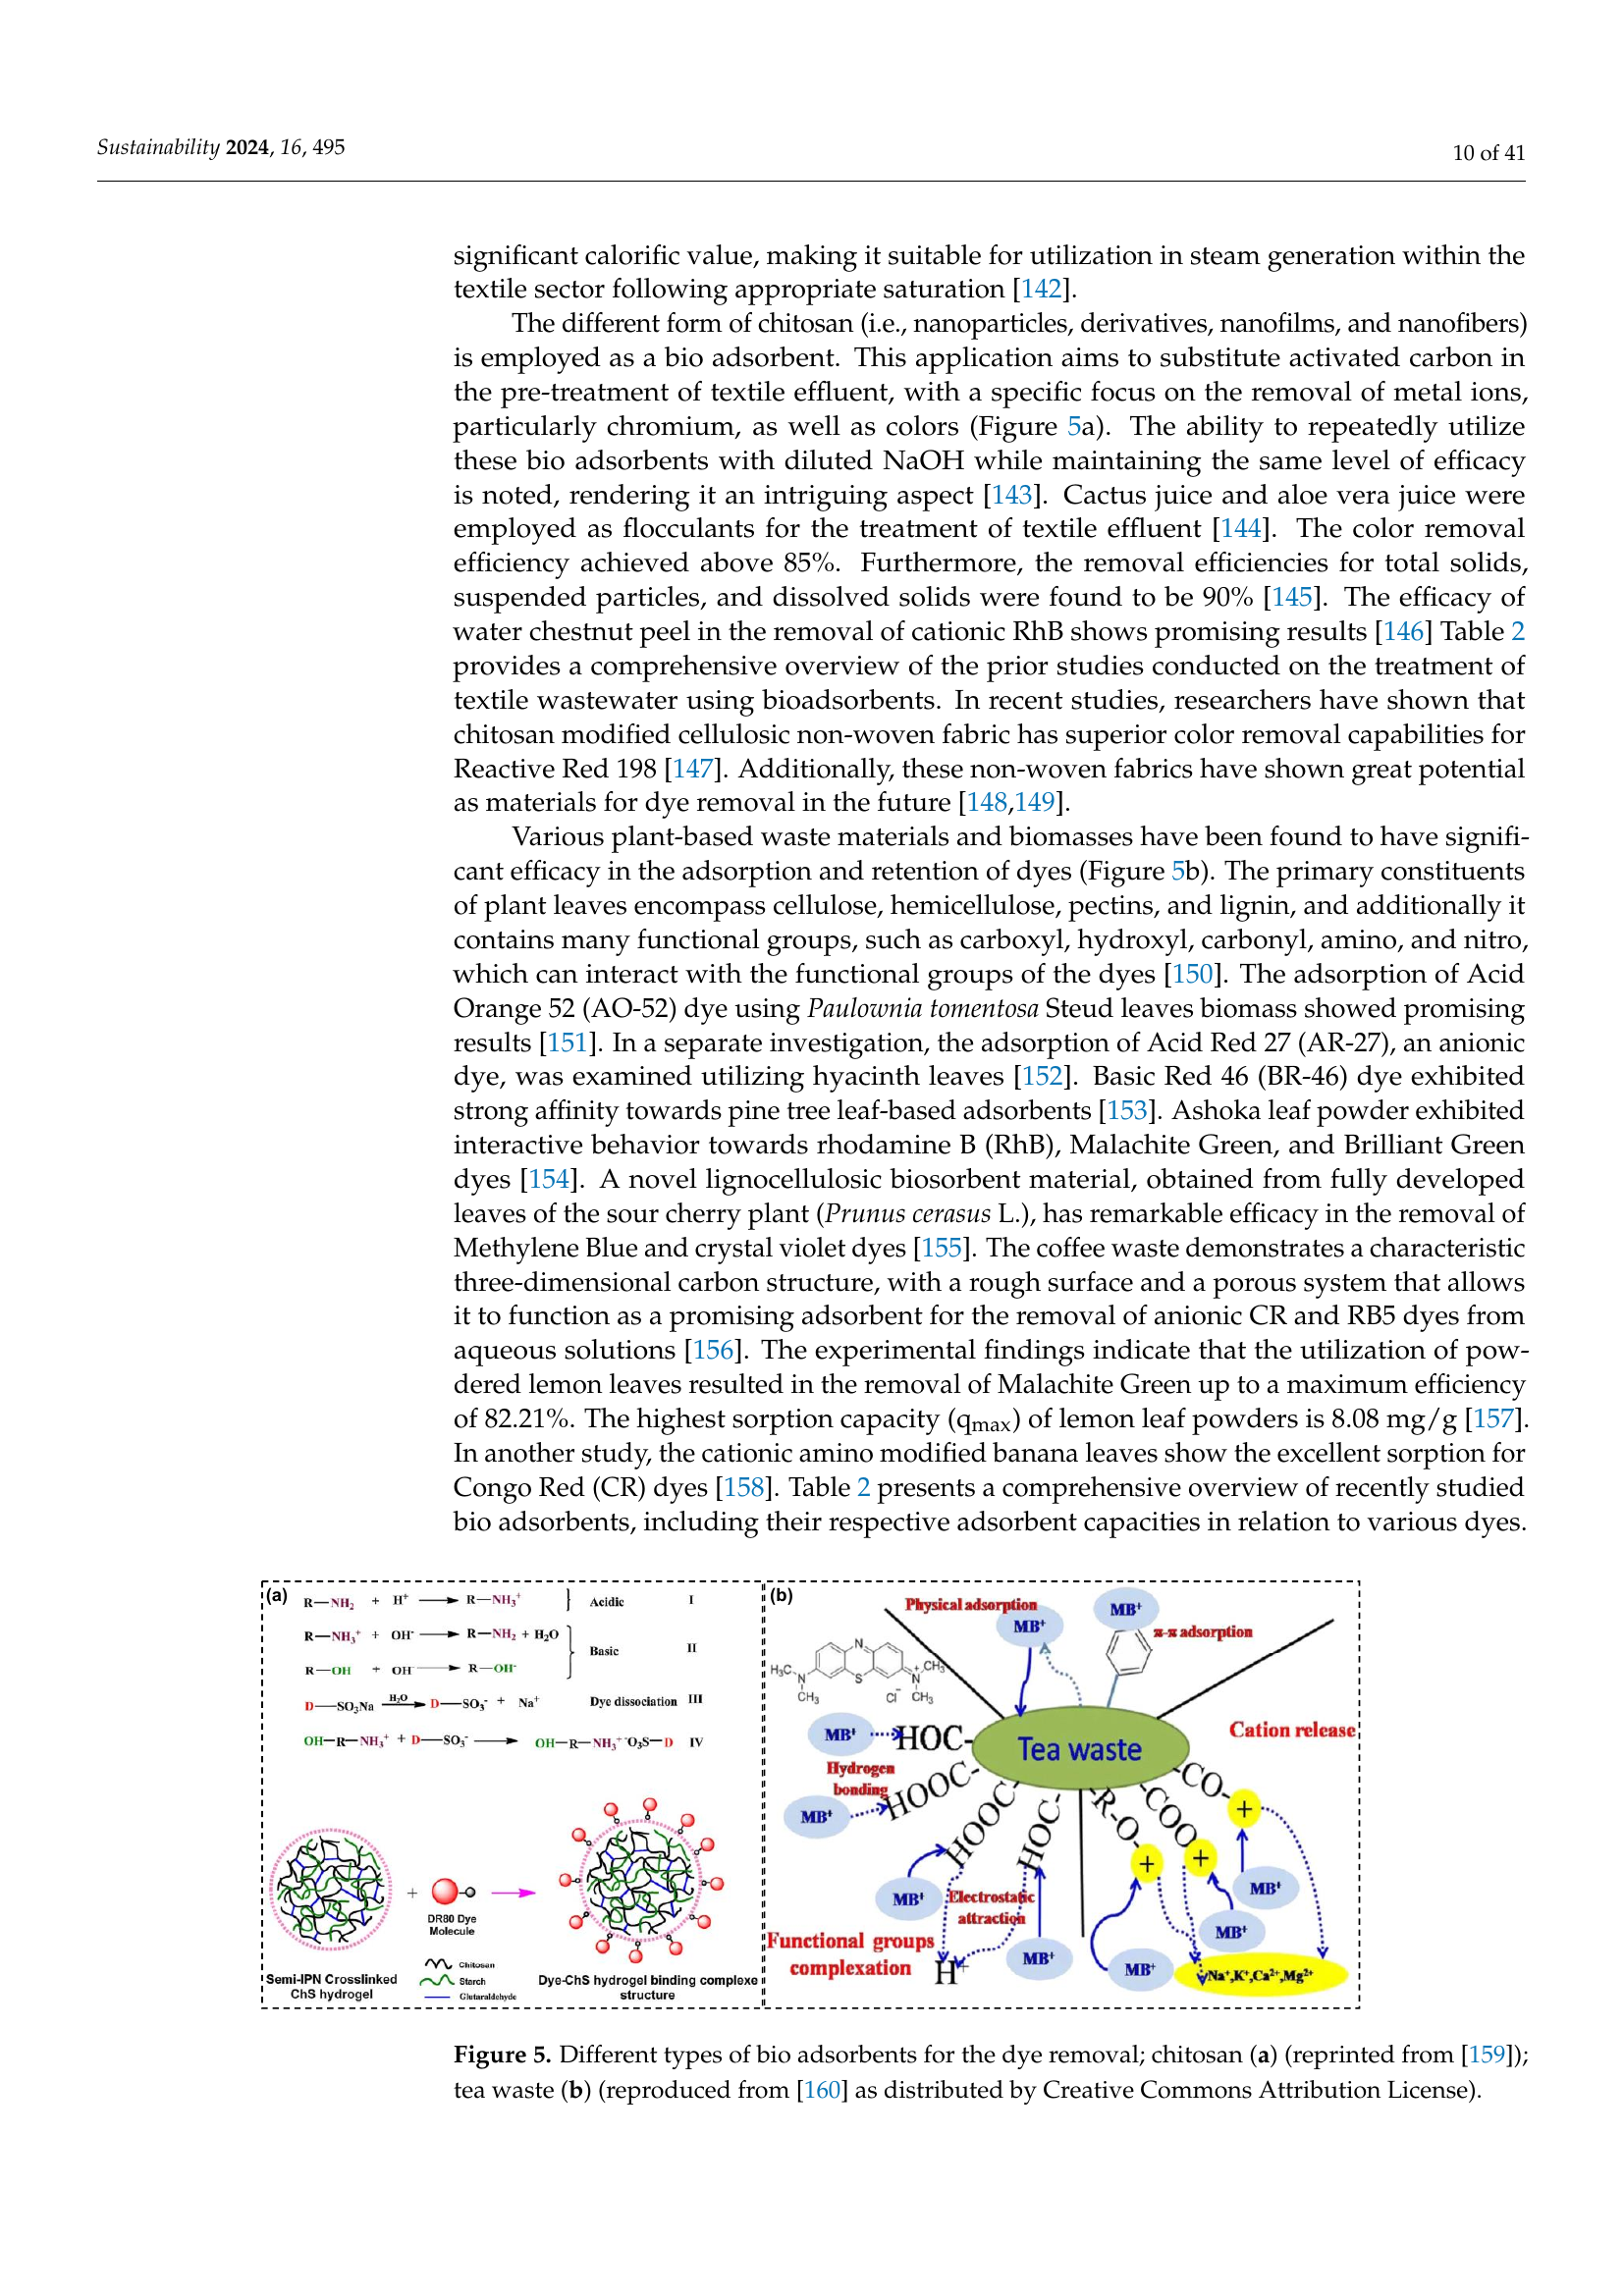 Sustainability 2024, 16, 495
10 of 41
significant calorific value, making it suitable for utilization in steam generation within the
textile sector following appropriate saturation [142].
The different form of chitosan (i.e., nanoparticles, derivatives, nanofilms, and nanofibers)
is employed as a bio adsorbent. This application aims to substitute activated carbon in
the pre-treatment of textile effluent, with a specific focus on the removal of metal ions,
particularly chromium, as well as colors (Figure 5a). The ability to repeatedly utilize
these bio adsorbents with diluted NaOH while maintaining the same level of efficacy
is noted, rendering it an intriguing aspect [143]. Cactus juice and aloe vera juice were
employed as flocculants for the treatment of textile effluent [144]. The color removal
efficiency achieved above 85%. Furthermore, the removal efficiencies for total solids,
suspended particles, and dissolved solids were found to be 90% [145]. The efficacy of
water chestnut peel in the removal of cationic RhB shows promising results [146] Table 2
provides a comprehensive overview of the prior studies conducted on the treatment of
textile wastewater using bioadsorbents. In recent studies, researchers have shown that
chitosan modified cellulosic non-woven fabric has superior color removal capabilities for
Reactive Red 198 [147]. Additionally, these non-woven fabrics have shown great potential
as materials for dye removal in the future [148,149].
Various plant-based waste materials and biomasses have been found to have signifi-
cant efficacy in the adsorption and retention of dyes (Figure 5b). The primary constituents
of plant leaves encompass cellulose, hemicellulose, pectins, and lignin, and additionally it
contains many functional groups, such as carboxyl, hydroxyl, carbonyl, amino, and nitro,
which can interact with the functional groups of the dyes [150]. The adsorption of Acid
Orange 52 (AO-52) dye using Paulownia tomentosa Steud leaves biomass showed promising
results [151]. In a separate investigation, the adsorption of Acid Red 27 (AR-27), an anionic
dye, was examined utilizing hyacinth leaves [152]. Basic Red 46 (BR-46) dye exhibited
strong affinity towards pine tree leaf-based adsorbents [153]. Ashoka leaf powder exhibited
interactive behavior towards rhodamine B (RhB), Malachite Green, and Brilliant Green
dyes [154]. A novel lignocellulosic biosorbent material, obtained from fully developed
leaves of the sour cherry plant (Prunus cerasus L.), has remarkable efficacy in the removal of
Methylene Blue and crystal violet dyes [155]. The coffee waste demonstrates a characteristic
three-dimensional carbon structure, with a rough surface and a porous system that allows
it to function as a promising adsorbent for the removal of anionic CR and RB5 dyes from
aqueous solutions [156]. The experimental findings indicate that the utilization of pow-
dered lemon leaves resulted in the removal of Malachite Green up to a maximum efficiency
of 82.21%. The highest sorption capacity (qmax) of lemon leaf powders is 8.08 mg/g [157].
In another study, the cationic amino modified banana leaves show the excellent sorption for
Congo Red (CR) dyes [158]. Table 2 presents a comprehensive overview of recently studied
bio adsorbents, including their respective adsorbent capacities in relation to various dyes.
(a)
R—NH₂ + H⁺ ⟶ R—NH₃⁺ } Acidic I
R—NH₃⁺ + OH⁻ ⟶ R—NH₂ + H₂O
Basic II
R—OH + OH⁻ ⟶ R—OH⁻
D—SO₃Na H₂O ⟶ D—SO₃⁻ + Na⁺ Dye dissociation III
OH—R—NH₃⁺ + D—SO₃⁻ ⟶ OH—R—NH₃⁺⁻O₃S—D IV
+
DR80 Dye
Molecule
Chitosan
Starch
Glutaraldehyde
Semi-IPN Crosslinked
ChS hydrogel
Dye-ChS hydrogel binding complexe
structure
(b)
Physical adsorption
MB⁺
MB⁺
π-π adsorption
N
S
H₃C
N
CH₃
Cl⁻
N⁺
CH₃
CH₃
MB⁺
HOC-
Tea waste
Cation release
Hydrogen
bonding
MB⁺
HOOC-
HOOC-
HOC-
-R-O-
-COO
-CO-
+
+
+
MB⁺
Electrostatic
attraction
MB⁺
MB⁺
Functional groups
complexation
H⁺
MB⁺
MB⁺
Na⁺,K⁺,Ca²⁺,Mg²⁺
Figure 5. Different types of bio adsorbents for the dye removal; chitosan (a) (reprinted from [159]);
tea waste (b) (reproduced from [160] as distributed by Creative Commons Attribution License).